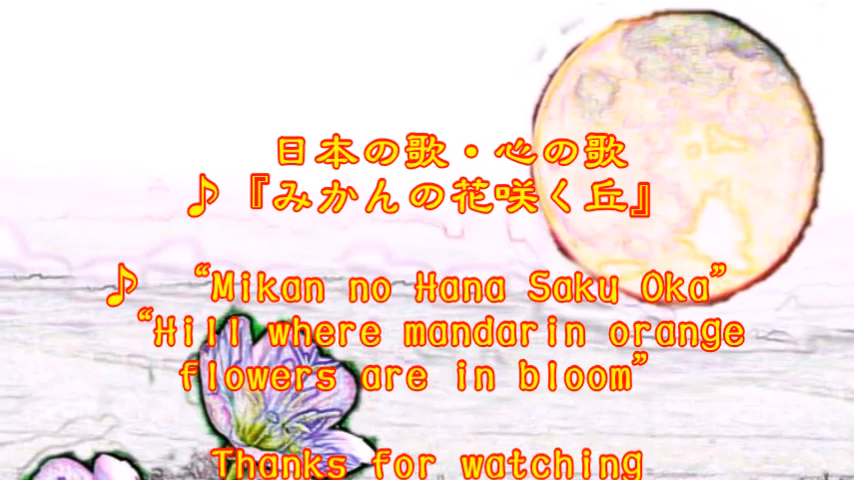 日本の歌・心の歌
♪『みかんの花咲く丘』
♪ “Mikan no Hana Saku Oka”
“Hill where mandarin orange
flowers are in bloom”
Thanks for watching